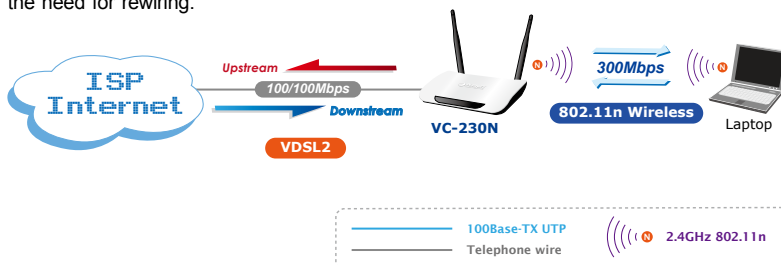 the need for rewiring.
Upstream
ISP
Internet
100/100Mbps
Downstream
VDSL2
VC-230N
N
300Mbps
N
802.11n Wireless
Laptop
100Base-TX UTP
Telephone wire
N
2.4GHz 802.11n